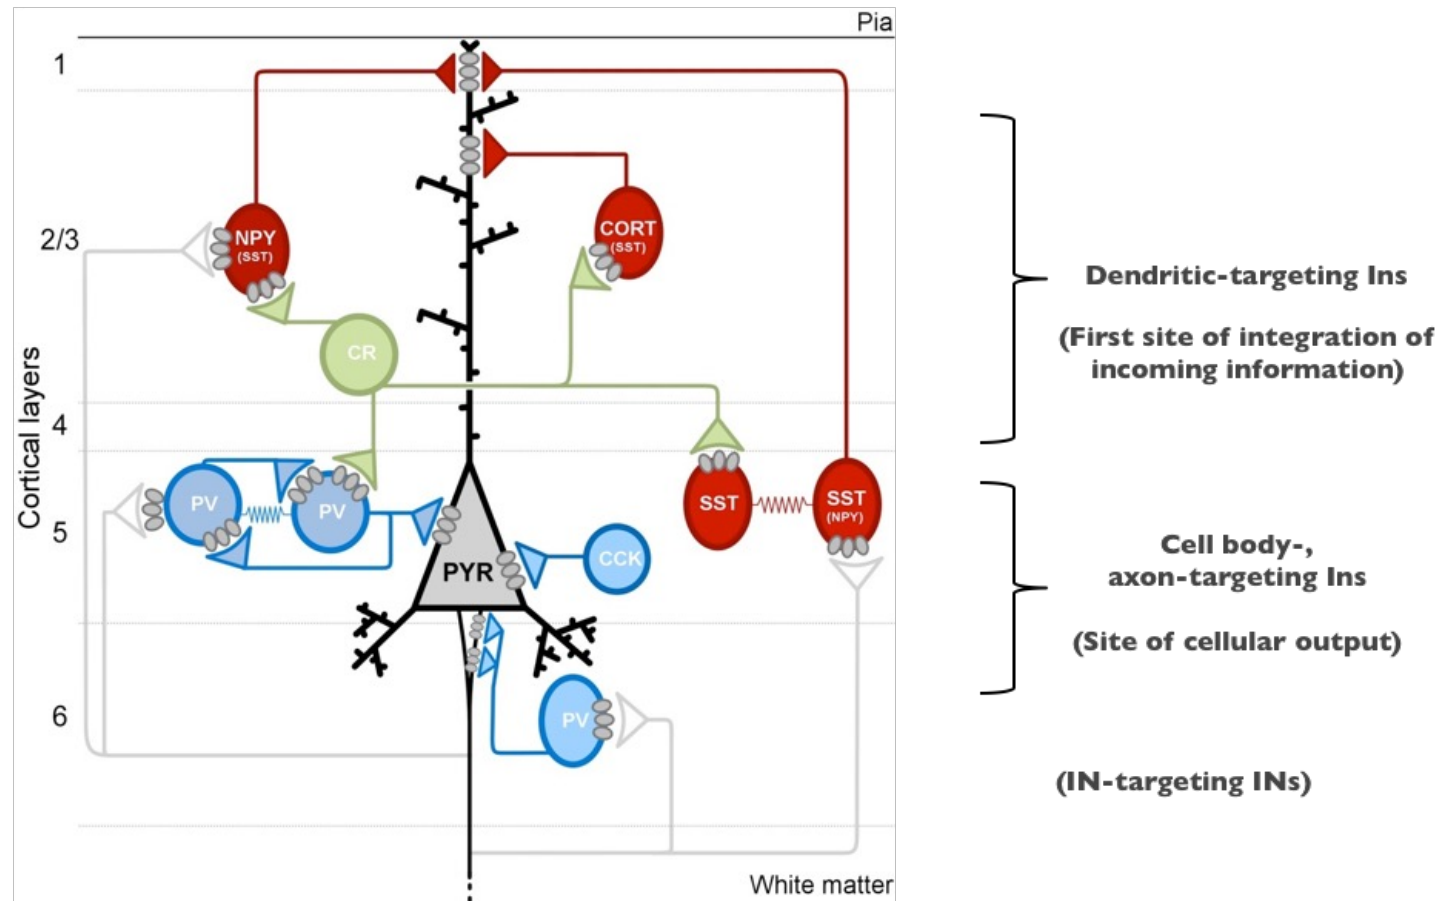 Pia
Cortical layers
1
2/3
4
5
6
NPY
(SST)
CORT
(SST)
CR
PV
PV
PYR
CCK
SST
SST
(NPY)
PV
White matter
Dendritic-targeting Ins
(First site of integration of
incoming information)
Cell body-,
axon-targeting Ins
(Site of cellular output)
(IN-targeting INs)